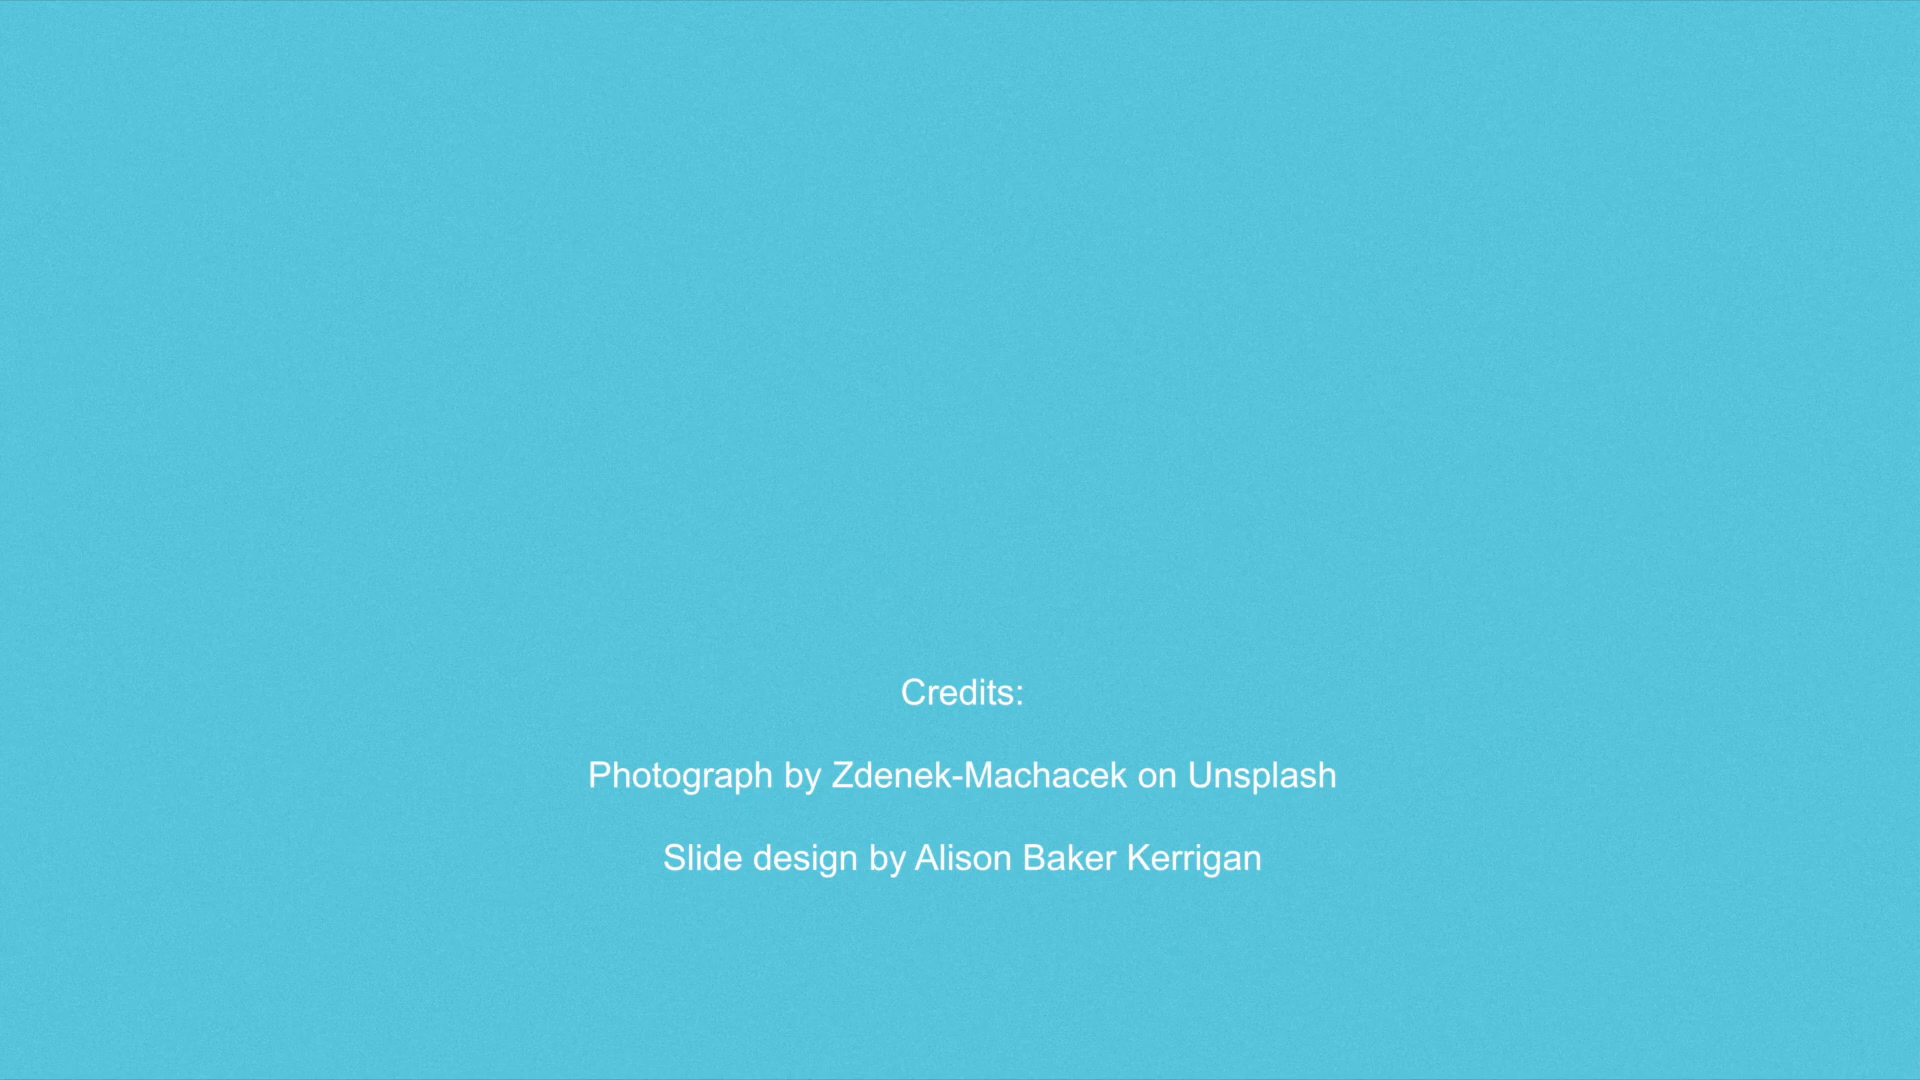 Credits:
Photograph by Zdenek-Machacek on Unsplash
Slide design by Alison Baker Kerrigan